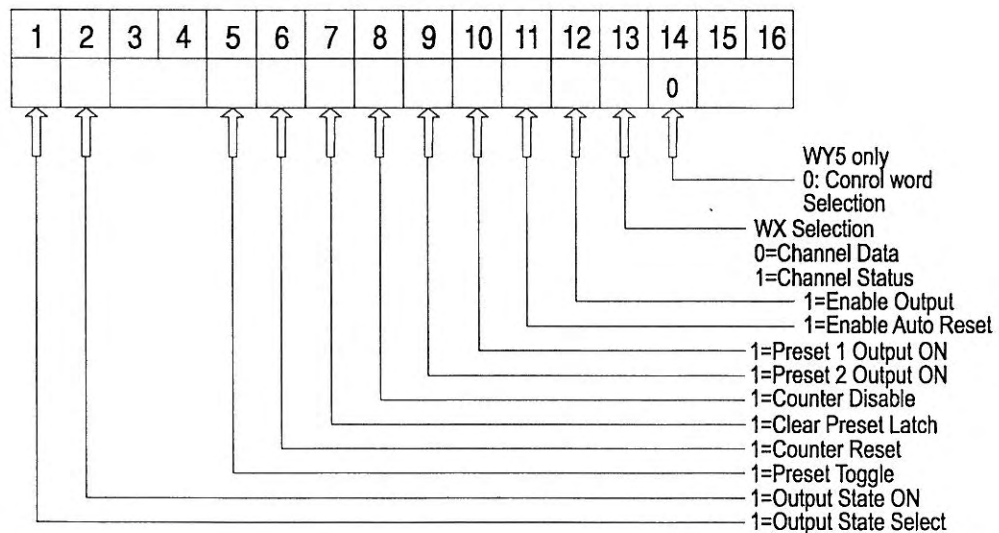 1 2 3 4 5 6 7 8 9 10 11 12 13 14 15 16
0
WY5 only
0: Conrol word
Selection
WX Selection
0=Channel Data
1=Channel Status
1=Enable Output
1=Enable Auto Reset
1=Preset 1 Output ON
1=Preset 2 Output ON
1=Counter Disable
1=Clear Preset Latch
1=Counter Reset
1=Preset Toggle
1=Output State ON
1=Output State Select